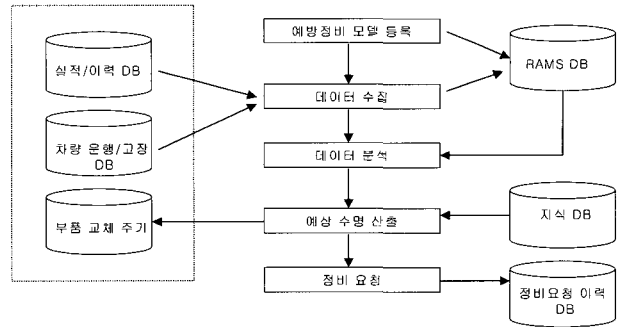 예방정비 모델 등록
실적/이력 DB
RAMS DB
데이터 수집
차량 운행/고장
DB
데이터 분석
부품 교체 주기
예상 수명 산출
지식 DB
정비 요청
정비요청 이력
DB